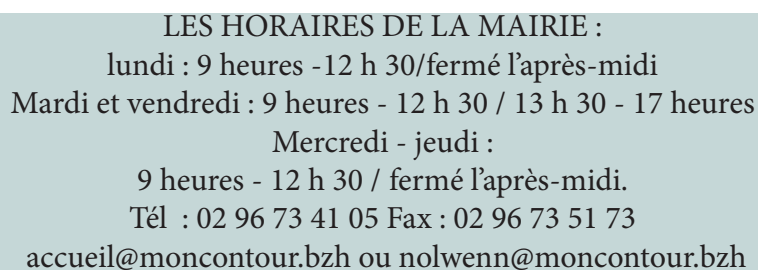 LES HORAIRES DE LA MAIRIE :
lundi : 9 heures -12 h 30/fermé l’après-midi
Mardi et vendredi : 9 heures - 12 h 30 / 13 h 30 - 17 heures
Mercredi - jeudi :
9 heures - 12 h 30 / fermé l’après-midi.
Tél  : 02 96 73 41 05 Fax : 02 96 73 51 73
accueil@moncontour.bzh ou nolwenn@moncontour.bzh